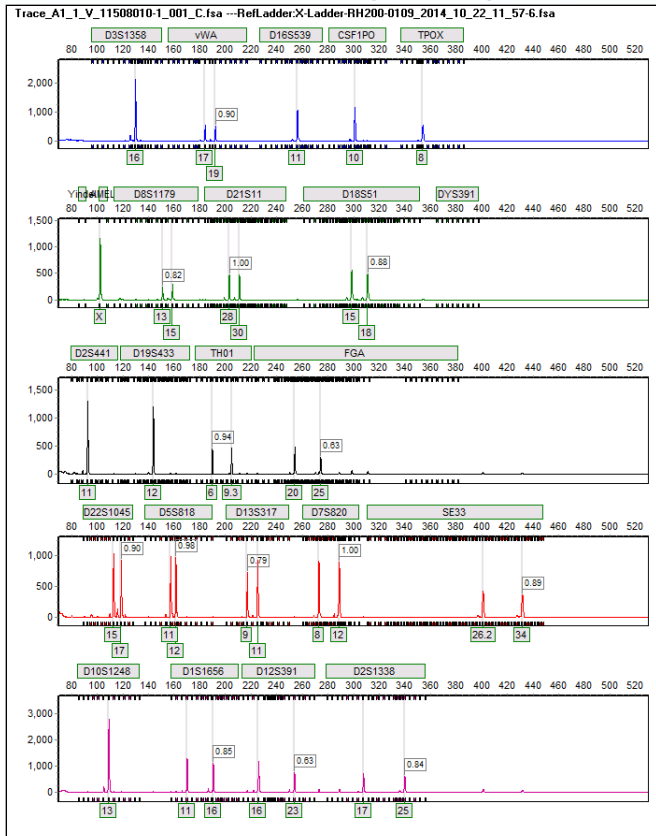 Trace_A1_1_V_11508010-1_001_C.fsa ---RefLadder:X-Ladder-RH200-0109_2014_10_22_11_57-6.fsa
D3S1358 vWA D16S539 CSF1PO TPOX
80 100 120 140 160 180 200 220 240 260 280 300 320 340 360 380 400 420 440 460 480 500 520
2,000
1,000
0
0.90
16 17 11 10 8
19
D8S1179 D21S11 D18S51 DYS391
80 100 120 140 160 180 200 220 240 260 280 300 320 340 360 380 400 420 440 460 480 500 520
1,500
1,000
500
0
0.82 1.00 0.88
X 13 28 15
15 30 18
D2S441 D19S433 TH01 FGA
80 100 120 140 160 180 200 220 240 260 280 300 320 340 360 380 400 420 440 460 480 500 520
1,500
1,000
500
0
0.94 0.63
11 12 6 9.3 20 25
D22S1045 D5S818 D13S317 D7S820 SE33
80 100 120 140 160 180 200 220 240 260 280 300 320 340 360 380 400 420 440 460 480 500 520
1,000
500
0
0.90 0.98 0.79 1.00 0.89
15 11 9 8 12 26.2 34
17 12 11
D10S1248 D1S1656 D12S391 D2S1338
80 100 120 140 160 180 200 220 240 260 280 300 320 340 360 380 400 420 440 460 480 500 520
3,000
2,000
1,000
0
0.85 0.63 0.84
13 11 16 16 23 17 25